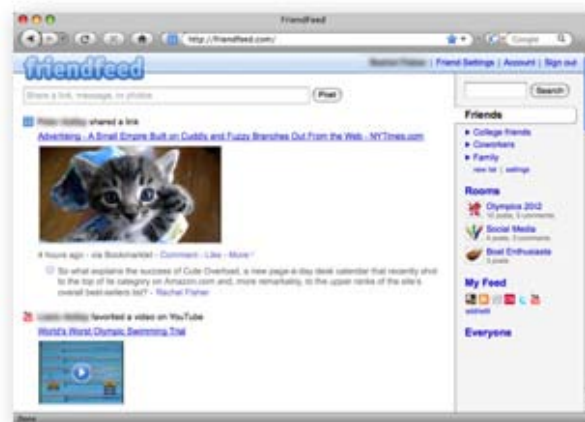 FriendFeed
http://friendfeed.com/
Google
friendfeed
Friend Settings | Account | Sign out
Share a link, message, or photos
Post
Search
shared a link
Advertising - A Small Empire Built on Cuddly and Fuzzy Branches Out From the Web - NYTimes.com
4 hours ago - via Bookmarklet - Comment - Like - More
So what explains the success of Cute Overload, a new page-a-day desk calendar that recently shot
to the top of its category on Amazon.com and, more remarkably, to the upper ranks of the site's
overall best-sellers list? - Rachel Fisher
favorited a video on YouTube
World's Worst Olympic Swimming Trial
Friends
College friends
Coworkers
Family
new list | settings
Rooms
Olympics 2012
Social Media
Boat Enthusiasts
3 posts
My Feed
Everyone
Done